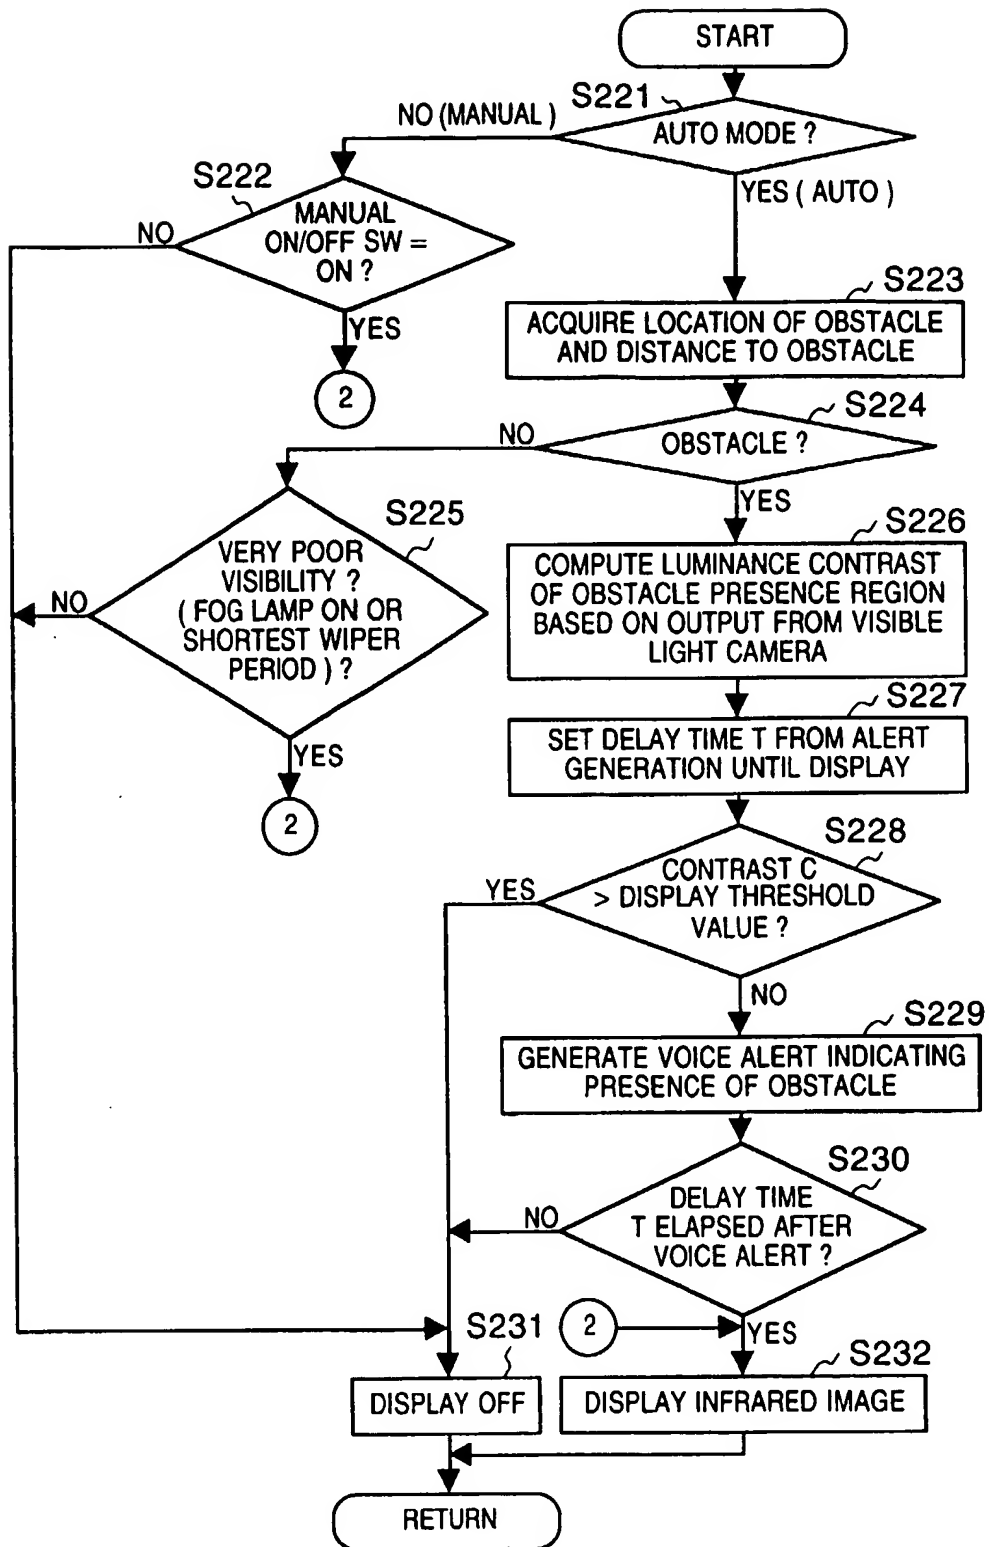 START
S221
NO (MANUAL )
AUTO MODE ?
YES ( AUTO )
S222
MANUAL
ON/OFF SW =
ON ?
NO
YES
2
S223
ACQUIRE LOCATION OF OBSTACLE
AND DISTANCE TO OBSTACLE
S224
OBSTACLE ?
NO
YES
S225
VERY POOR
VISIBILITY ?
( FOG LAMP ON OR
SHORTEST WIPER
PERIOD ) ?
NO
YES
2
S226
COMPUTE LUMINANCE CONTRAST
OF OBSTACLE PRESENCE REGION
BASED ON OUTPUT FROM VISIBLE
LIGHT CAMERA
S227
SET DELAY TIME T FROM ALERT
GENERATION UNTIL DISPLAY
S228
CONTRAST C
> DISPLAY THRESHOLD
VALUE ?
YES
NO
S229
GENERATE VOICE ALERT INDICATING
PRESENCE OF OBSTACLE
S230
DELAY TIME
T ELAPSED AFTER
VOICE ALERT ?
NO
YES
2
S231
DISPLAY OFF
S232
DISPLAY INFRARED IMAGE
RETURN